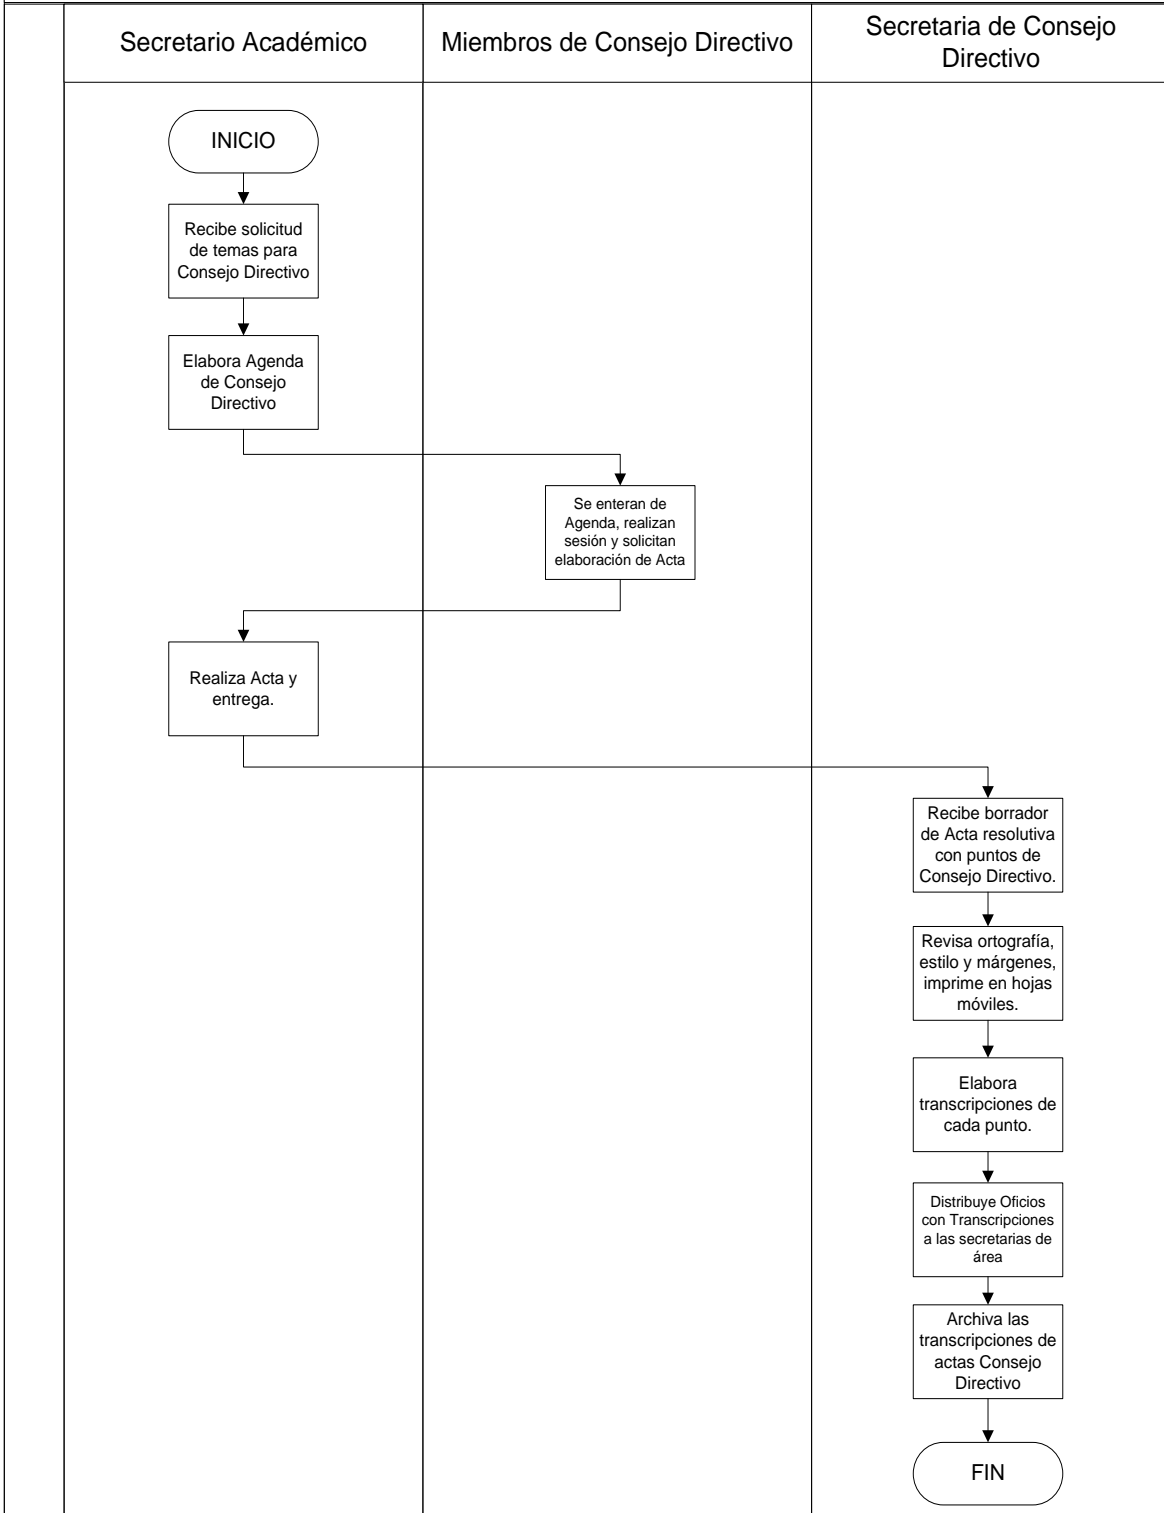 Secretario Académico
Miembros de Consejo Directivo
Secretaria de Consejo
Directivo
INICIO
Recibe solicitud
de temas para
Consejo Directivo
Elabora Agenda
de Consejo
Directivo
Se enteran de
Agenda, realizan
sesión y solicitan
elaboración de Acta
Realiza Acta y
entrega.
Recibe borrador
de Acta resolutiva
con puntos de
Consejo Directivo.
Revisa ortografía,
estilo y márgenes,
imprime en hojas
móviles.
Elabora
transcripciones de
cada punto.
Distribuye Oficios
con Transcripciones
a las secretarias de
área
Archiva las
transcripciones de
actas Consejo
Directivo
FIN